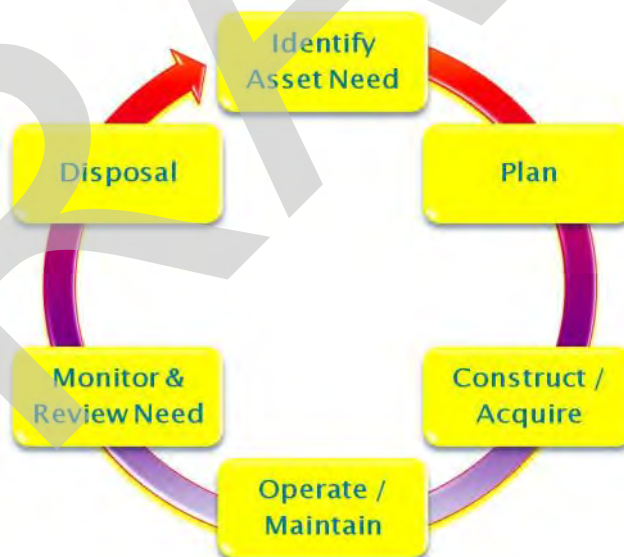 Identify
Asset Need
Plan
Construct /
Acquire
Operate /
Maintain
Monitor &
Review Need
Disposal